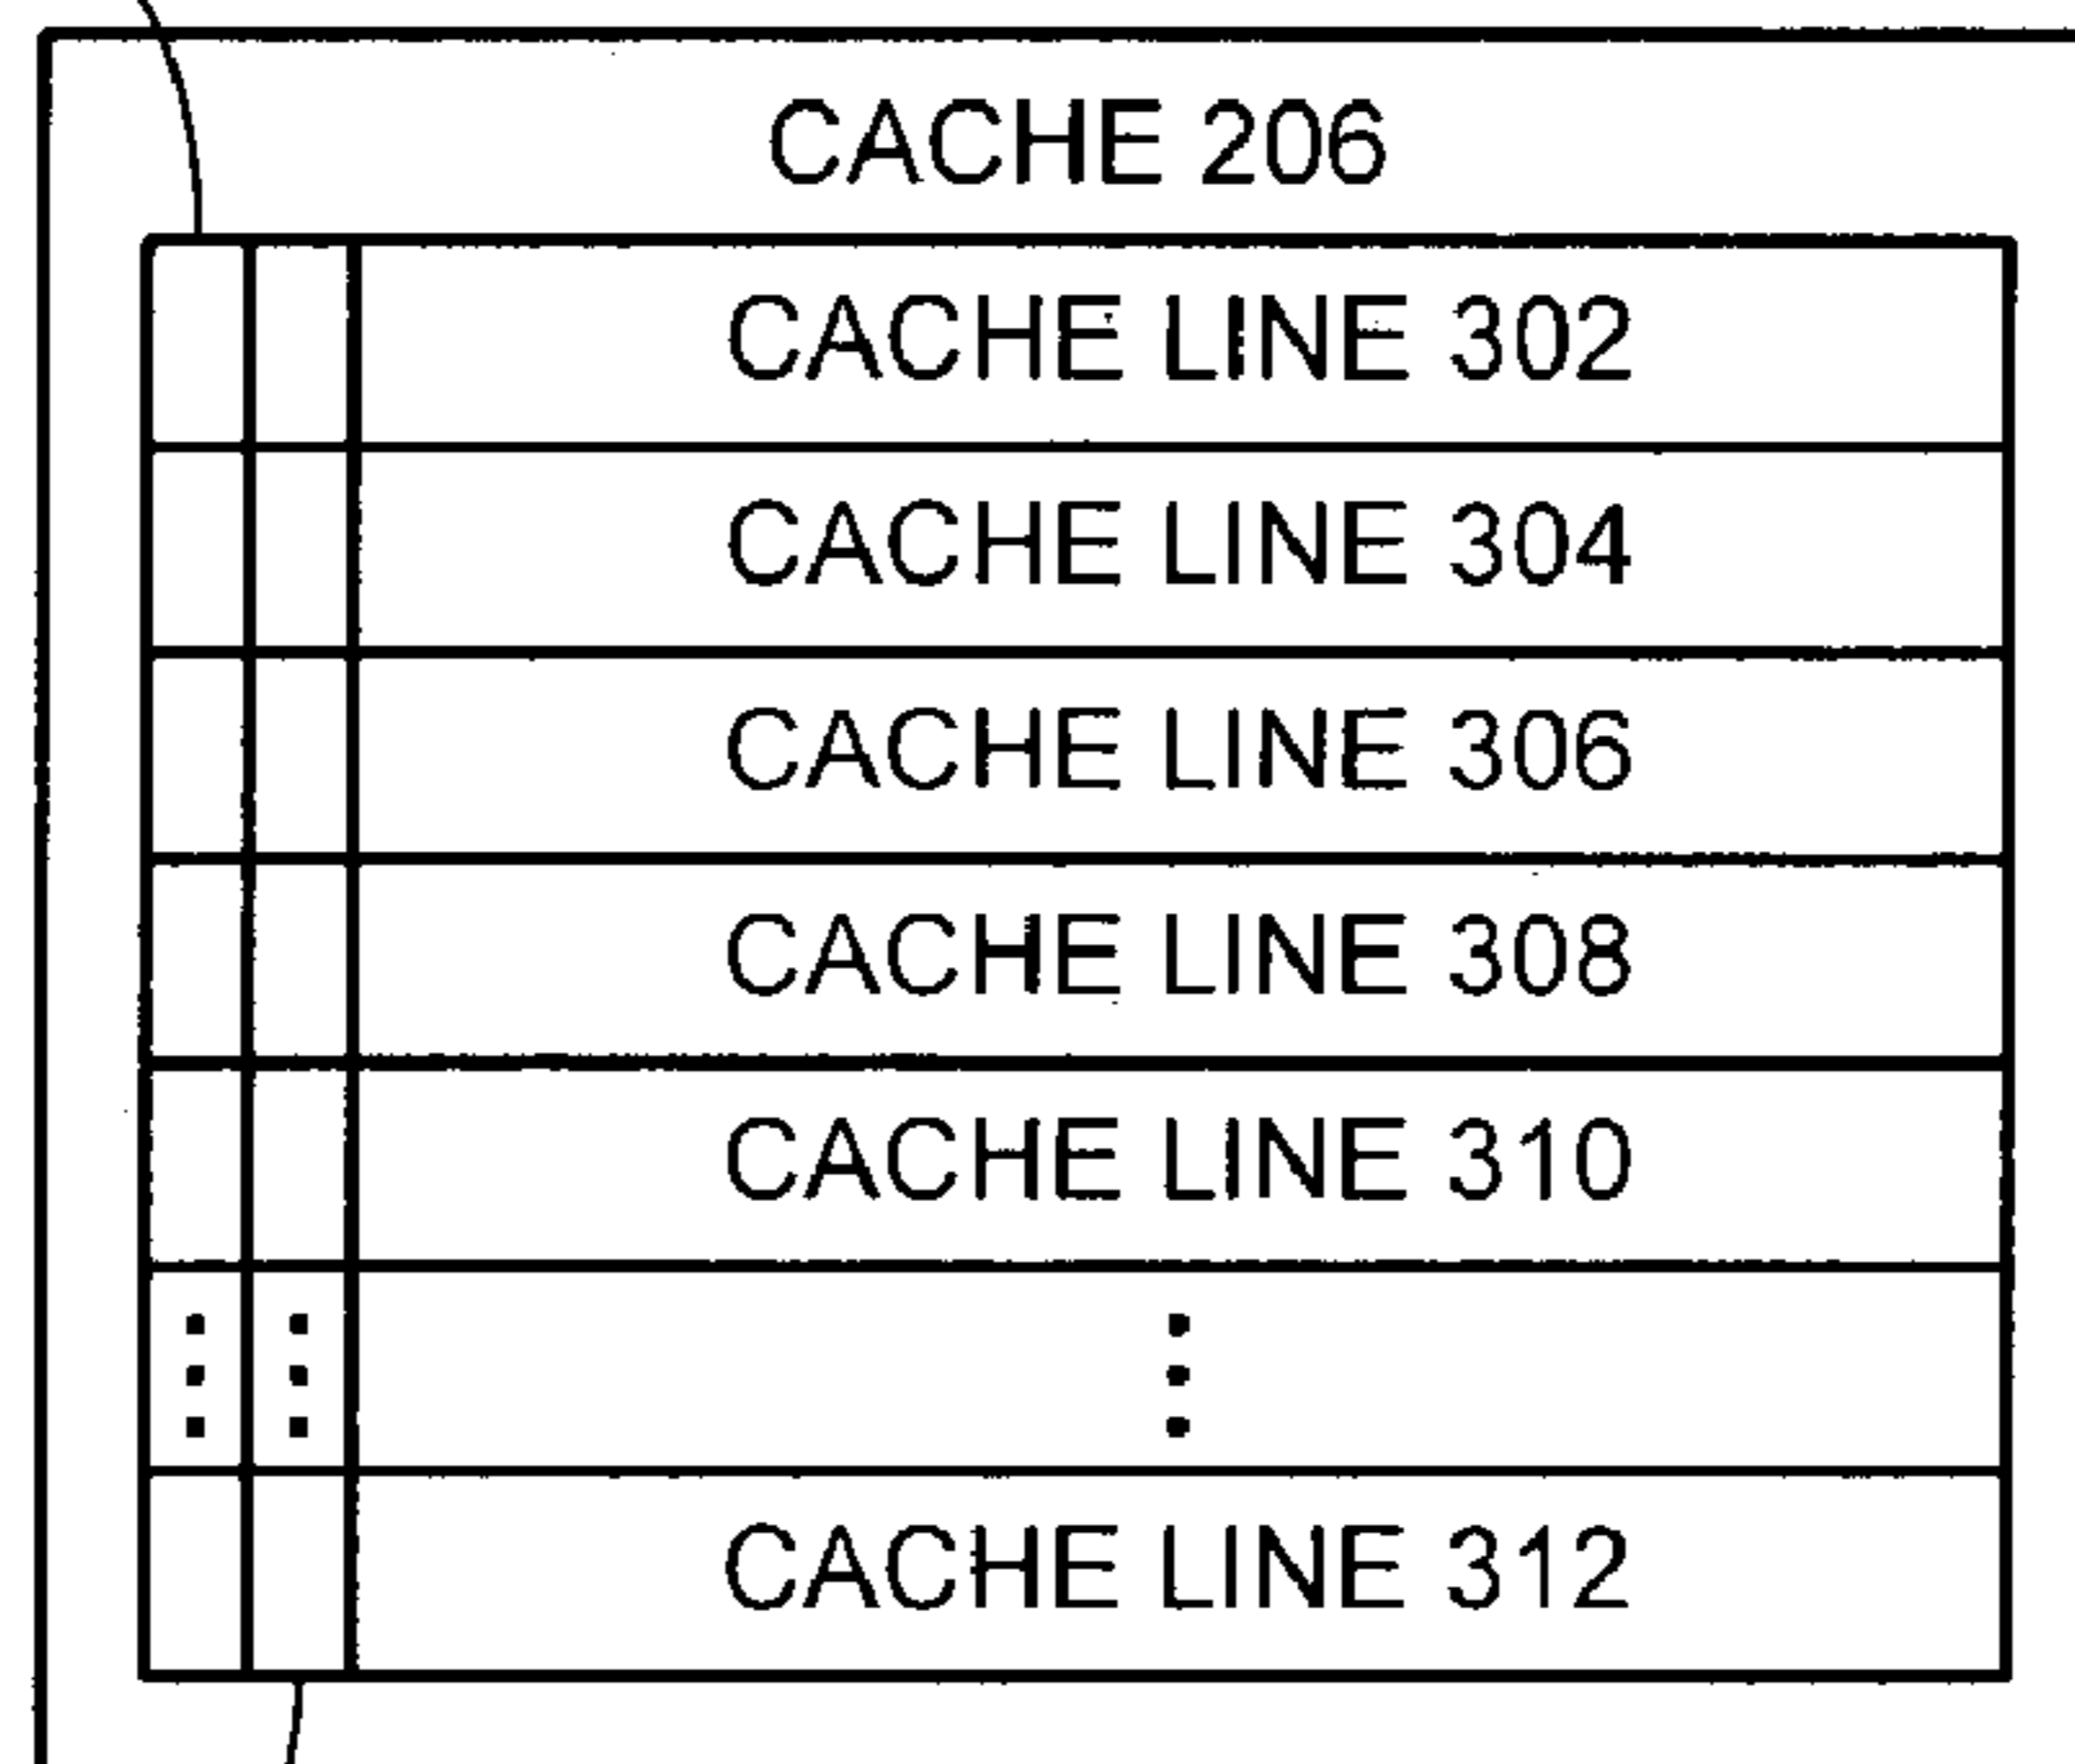 CACHE 206
CACHE LINE 302
CACHE LINE 304
CACHE LINE 306
CACHE LINE 308
CACHE LINE 310
CACHE LINE 312